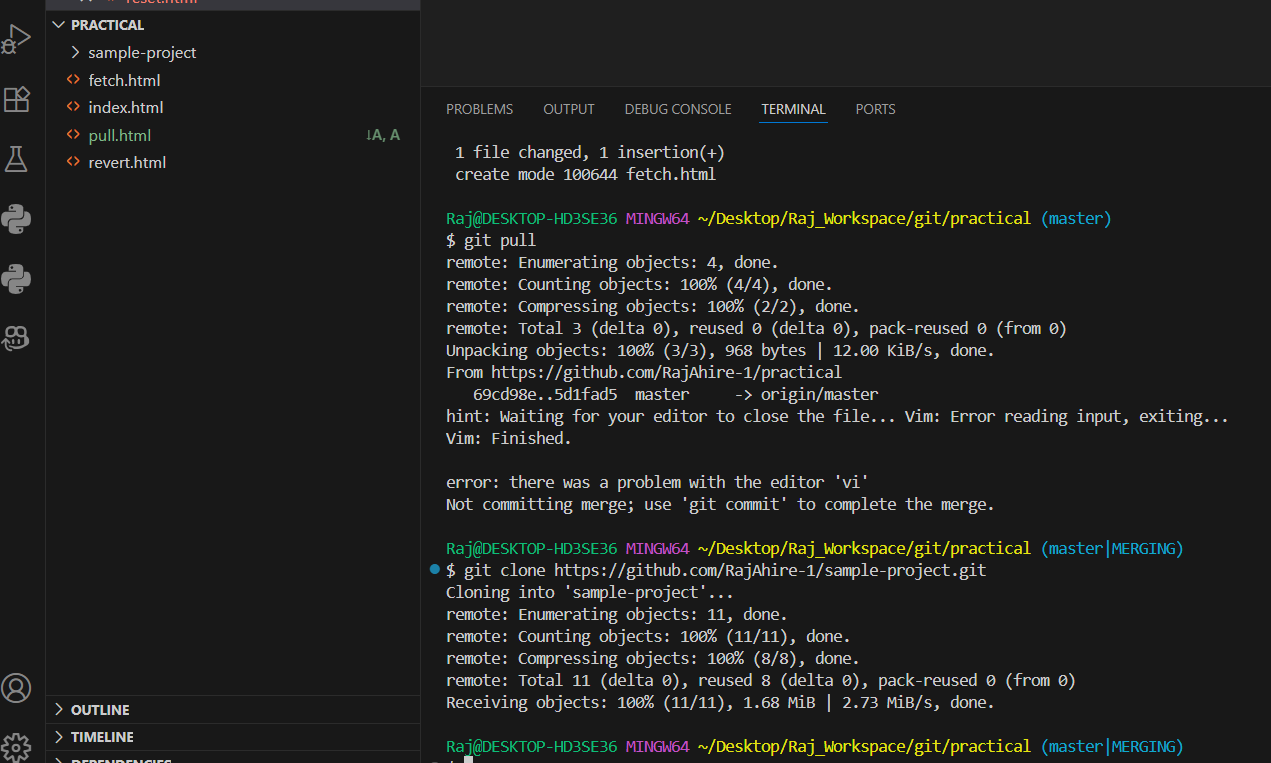 reset.html
PRACTICAL
sample-project
fetch.html
index.html
pull.html ↓A, A
revert.html
OUTLINE
TIMELINE
DEPENDENCIES
PROBLEMS OUTPUT DEBUG CONSOLE TERMINAL PORTS
1 file changed, 1 insertion(+)
create mode 100644 fetch.html
Raj@DESKTOP-HD3SE36 MINGW64 ~/Desktop/Raj_Workspace/git/practical (master)
$ git pull
remote: Enumerating objects: 4, done.
remote: Counting objects: 100% (4/4), done.
remote: Compressing objects: 100% (2/2), done.
remote: Total 3 (delta 0), reused 0 (delta 0), pack-reused 0 (from 0)
Unpacking objects: 100% (3/3), 968 bytes | 12.00 KiB/s, done.
From https://github.com/RajAhire-1/practical
69cd98e..5d1fad5 master -> origin/master
hint: Waiting for your editor to close the file... Vim: Error reading input, exiting...
Vim: Finished.
error: there was a problem with the editor 'vi'
Not committing merge; use 'git commit' to complete the merge.
Raj@DESKTOP-HD3SE36 MINGW64 ~/Desktop/Raj_Workspace/git/practical (master|MERGING)
$ git clone https://github.com/RajAhire-1/sample-project.git
Cloning into 'sample-project'...
remote: Enumerating objects: 11, done.
remote: Counting objects: 100% (11/11), done.
remote: Compressing objects: 100% (8/8), done.
remote: Total 11 (delta 0), reused 8 (delta 0), pack-reused 0 (from 0)
Receiving objects: 100% (11/11), 1.68 MiB | 2.73 MiB/s, done.
Raj@DESKTOP-HD3SE36 MINGW64 ~/Desktop/Raj_Workspace/git/practical (master|MERGING)